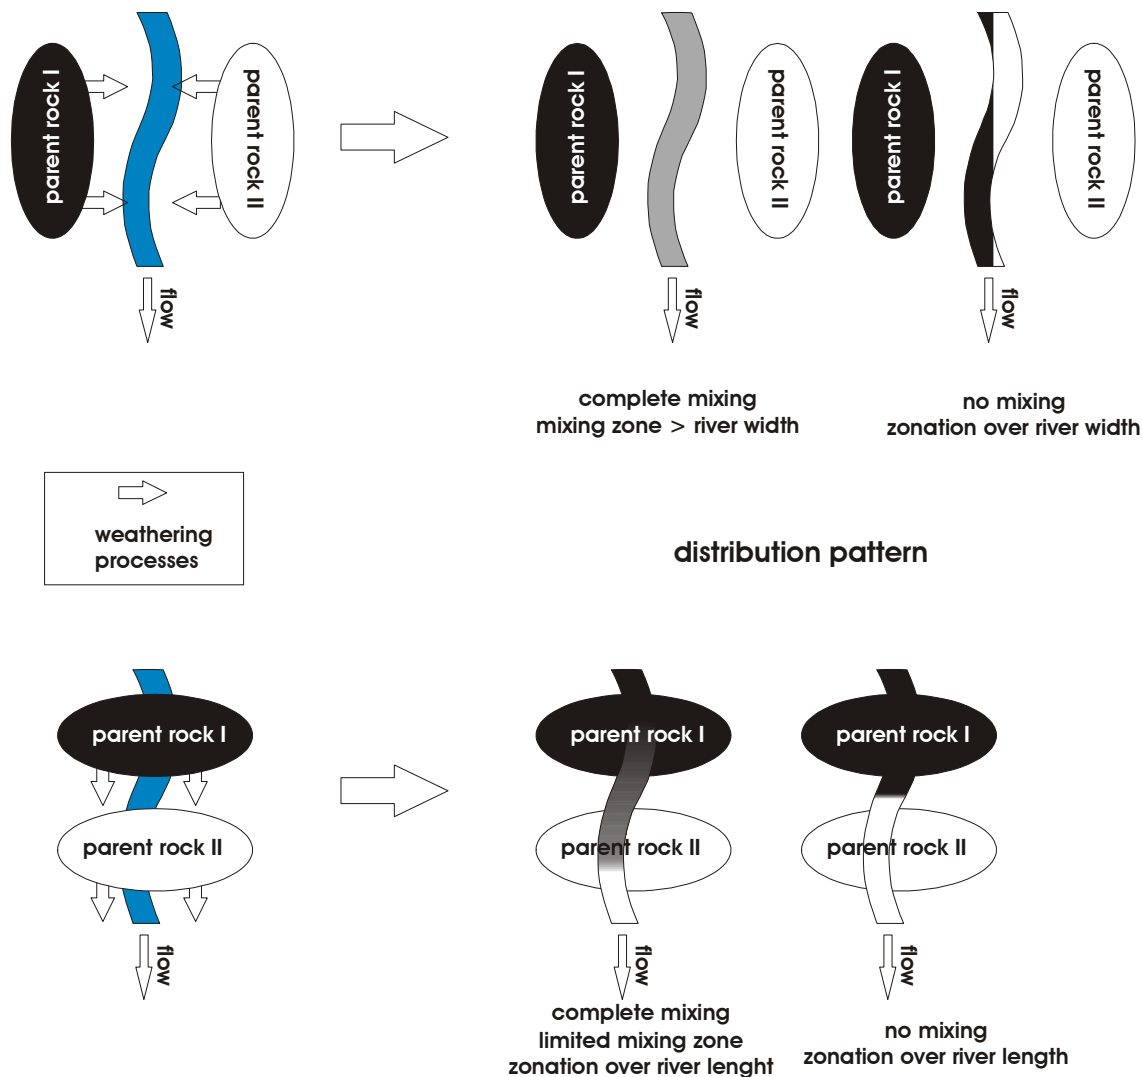 parent rock I
parent rock II
flow
parent rock I
parent rock II
flow
parent rock I
parent rock II
flow
complete mixing
mixing zone > river width
no mixing
zonation over river width
weathering
processes
distribution pattern
parent rock I
parent rock II
flow
parent rock I
parent rock II
flow
parent rock I
parent rock II
flow
complete mixing
limited mixing zone
zonation over river lenght
no mixing
zonation over river length